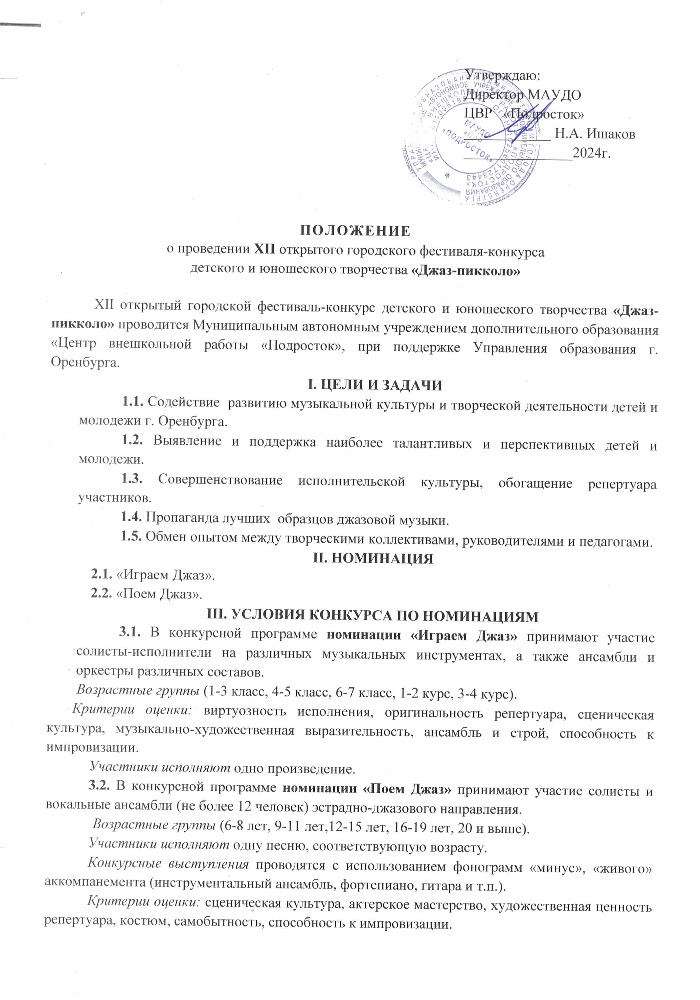 Утверждаю:
Директор МАУДО
ЦВР «Подросток»
____________ Н.А. Ишаков
_______________2024г.
МАУДО
«ЦВР
«ПОДРОСТОК»
ПОЛОЖЕНИЕ
о проведении XII открытого городского фестиваля-конкурса
детского и юношеского творчества «Джаз-пикколо»
XII открытый городской фестиваль-конкурс детского и юношеского творчества «Джаз-
пикколо» проводится Муниципальным автономным учреждением дополнительного образования
«Центр внешкольной работы «Подросток», при поддержке Управления образования г.
Оренбурга.
I. ЦЕЛИ И ЗАДАЧИ
1.1. Содействие развитию музыкальной культуры и творческой деятельности детей и
молодежи г. Оренбурга.
1.2. Выявление и поддержка наиболее талантливых и перспективных детей и
молодежи.
1.3. Совершенствование исполнительской культуры, обогащение репертуара
участников.
1.4. Пропаганда лучших образцов джазовой музыки.
1.5. Обмен опытом между творческими коллективами, руководителями и педагогами.
II. НОМИНАЦИЯ
2.1. «Играем Джаз».
2.2. «Поем Джаз».
III. УСЛОВИЯ КОНКУРСА ПО НОМИНАЦИЯМ
3.1. В конкурсной программе номинации «Играем Джаз» принимают участие
солисты-исполнители на различных музыкальных инструментах, а также ансамбли и
оркестры различных составов.
Возрастные группы (1-3 класс, 4-5 класс, 6-7 класс, 1-2 курс, 3-4 курс).
Критерии оценки: виртуозность исполнения, оригинальность репертуара, сценическая
культура, музыкально-художественная выразительность, ансамбль и строй, способность к
импровизации.
Участники исполняют одно произведение.
3.2. В конкурсной программе номинации «Поем Джаз» принимают участие солисты и
вокальные ансамбли (не более 12 человек) эстрадно-джазового направления.
Возрастные группы (6-8 лет, 9-11 лет,12-15 лет, 16-19 лет, 20 и выше).
Участники исполняют одну песню, соответствующую возрасту.
Конкурсные выступления проводятся с использованием фонограмм «минус», «живого»
аккомпанемента (инструментальный ансамбль, фортепиано, гитара и т.п.).
Критерии оценки: сценическая культура, актерское мастерство, художественная ценность
репертуара, костюм, самобытность, способность к импровизации.